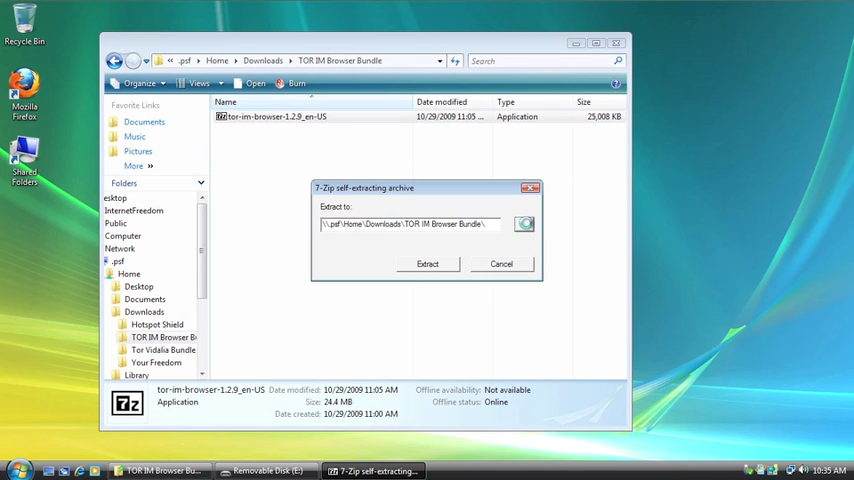 Recycle Bin
Mozilla
Firefox
Shared
Folders
« .psf › Home › Downloads › TOR IM Browser Bundle
Search
Organize Views Open Burn
Favorite Links
Documents
Music
Pictures
More »
Folders
esktop
InternetFreedom
Public
Computer
Network
.psf
Home
Desktop
Documents
Downloads
Hotspot Shield
TOR IM Browser B
Tor Vidalia Bundle
Your Freedom
Library
Name Date modified Type Size
7z tor-im-browser-1.2.9_en-US 10/29/2009 11:05 ... Application 25,008 KB
7-Zip self-extracting archive
Extract to:
\\.psf\Home\Downloads\TOR IM Browser Bundle\
Extract Cancel
7z
tor-im-browser-1.2.9_en-US Date modified: 10/29/2009 11:05 AM Offline availability: Not available
Application Size: 24.4 MB Offline status: Online
Date created: 10/29/2009 11:00 AM
TOR IM Browser Bu... Removable Disk (E:) 7z 7-Zip self-extracting... 10:35 AM